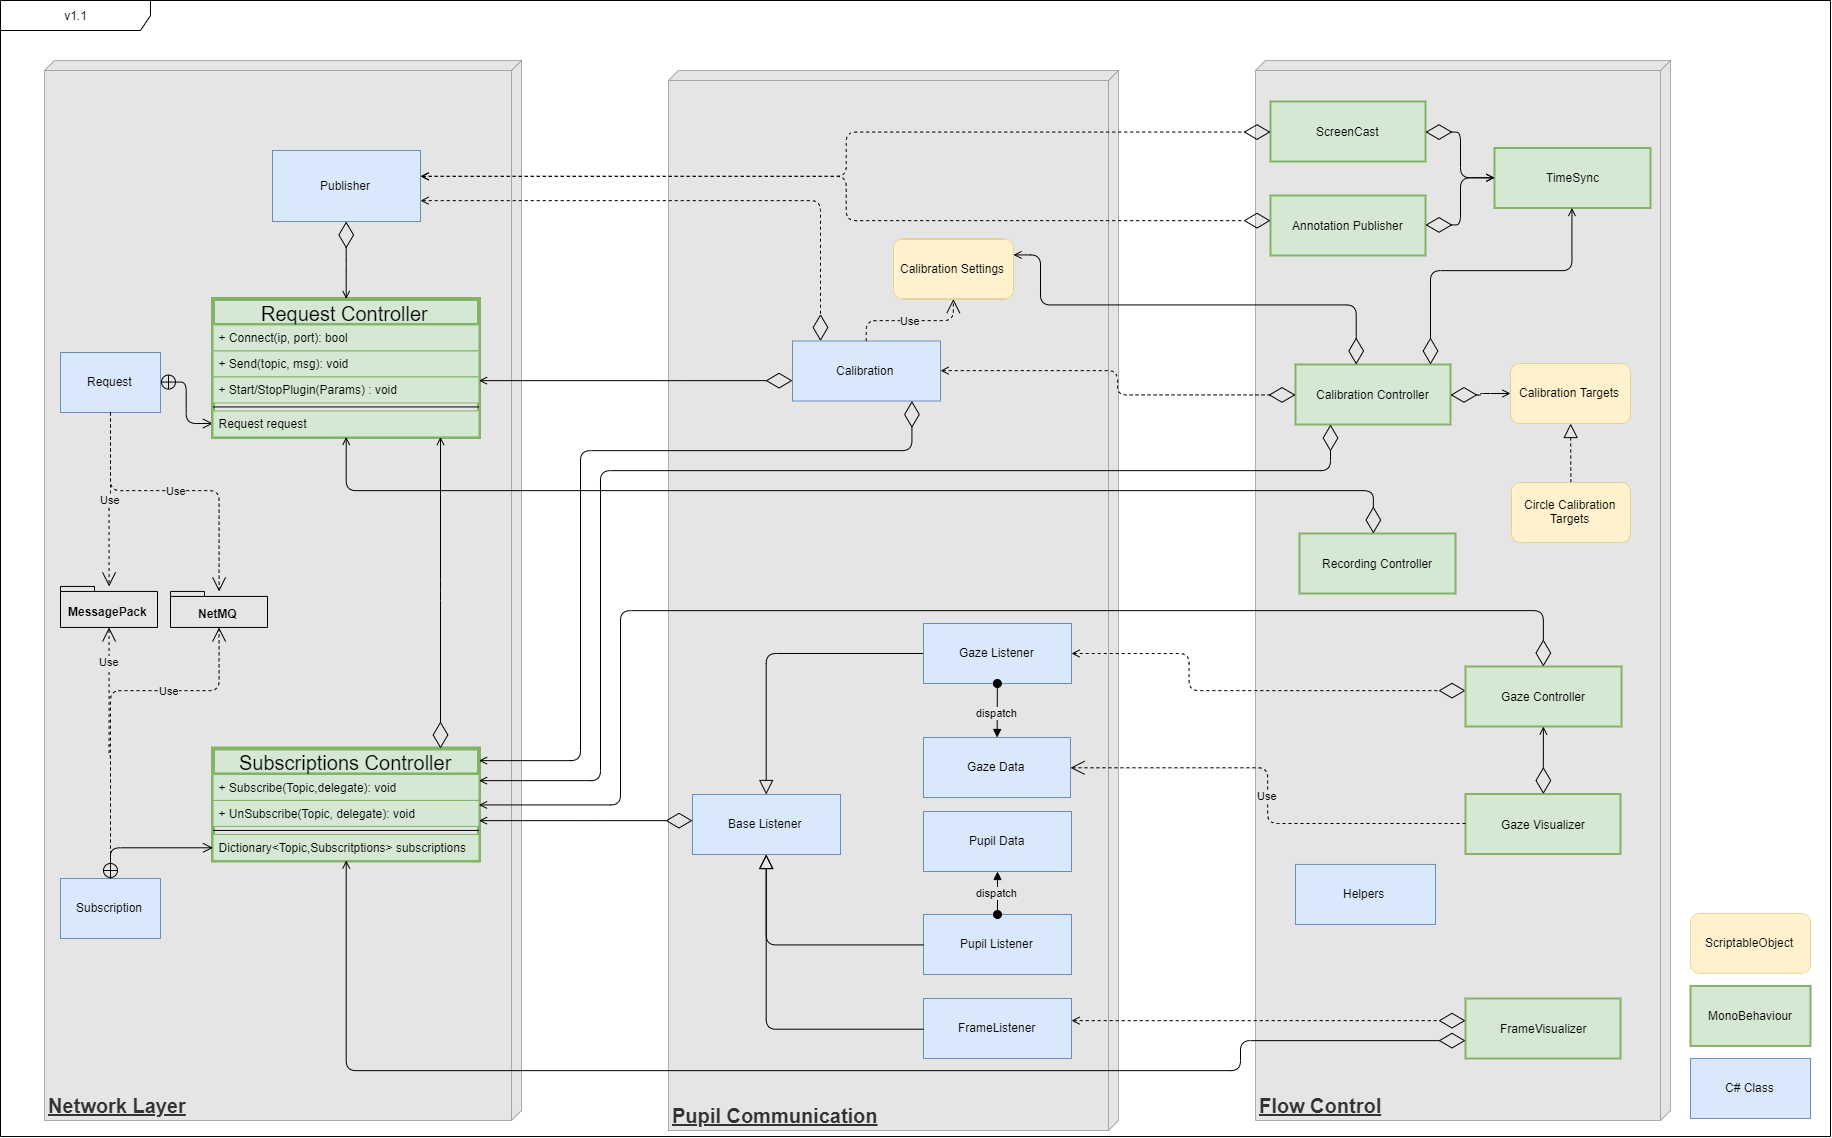 v1.1
Publisher
Request Controller
+ Connect(ip, port): bool
+ Send(topic, msg): void
+ Start/StopPlugin(Params) : void
Request request
Request
Use
Use
MessagePack
NetMQ
Use
Use
Subscriptions Controller
+ Subscribe(Topic,delegate): void
+ UnSubscribe(Topic, delegate): void
Dictionary<Topic,Subscritptions> subscriptions
Subscription
Network Layer
Calibration Settings
Use
Calibration
Gaze Listener
dispatch
Gaze Data
Base Listener
Pupil Data
dispatch
Pupil Listener
FrameListener
Pupil Communication
ScreenCast
TimeSync
Annotation Publisher
Calibration Controller
Calibration Targets
Circle Calibration
Targets
Recording Controller
Gaze Controller
Use
Gaze Visualizer
Helpers
FrameVisualizer
Flow Control
ScriptableObject
MonoBehaviour
C# Class